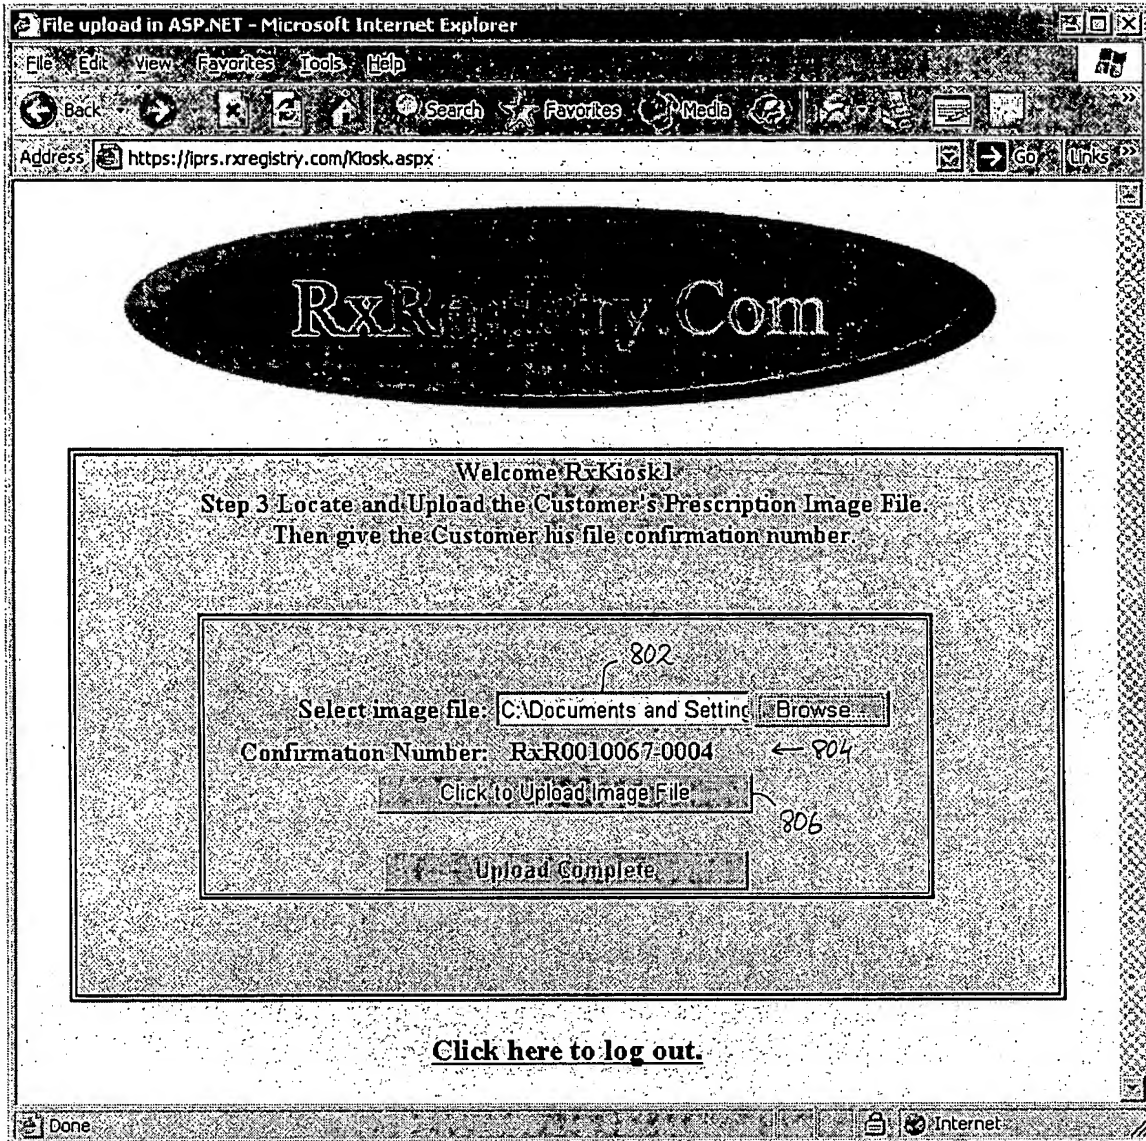 File upload in ASP.NET - Microsoft Internet Explorer
File Edit View Favorites Tools Help
Back Search Favorites Media
Address https://iprs.rxregistry.com/Kiosk.aspx Go Links
RxRegistry.Com
Welcome RxKiosk1
Step 3 Locate and Upload the Customer's Prescription Image File.
Then give the Customer his file confirmation number.
802
Select image file: C:\Documents and Setting Browse...
Confirmation Number: RxR0010067-0004 ← 804
Click to Upload Image File
806
Upload Complete
Click here to log out.
Done Internet